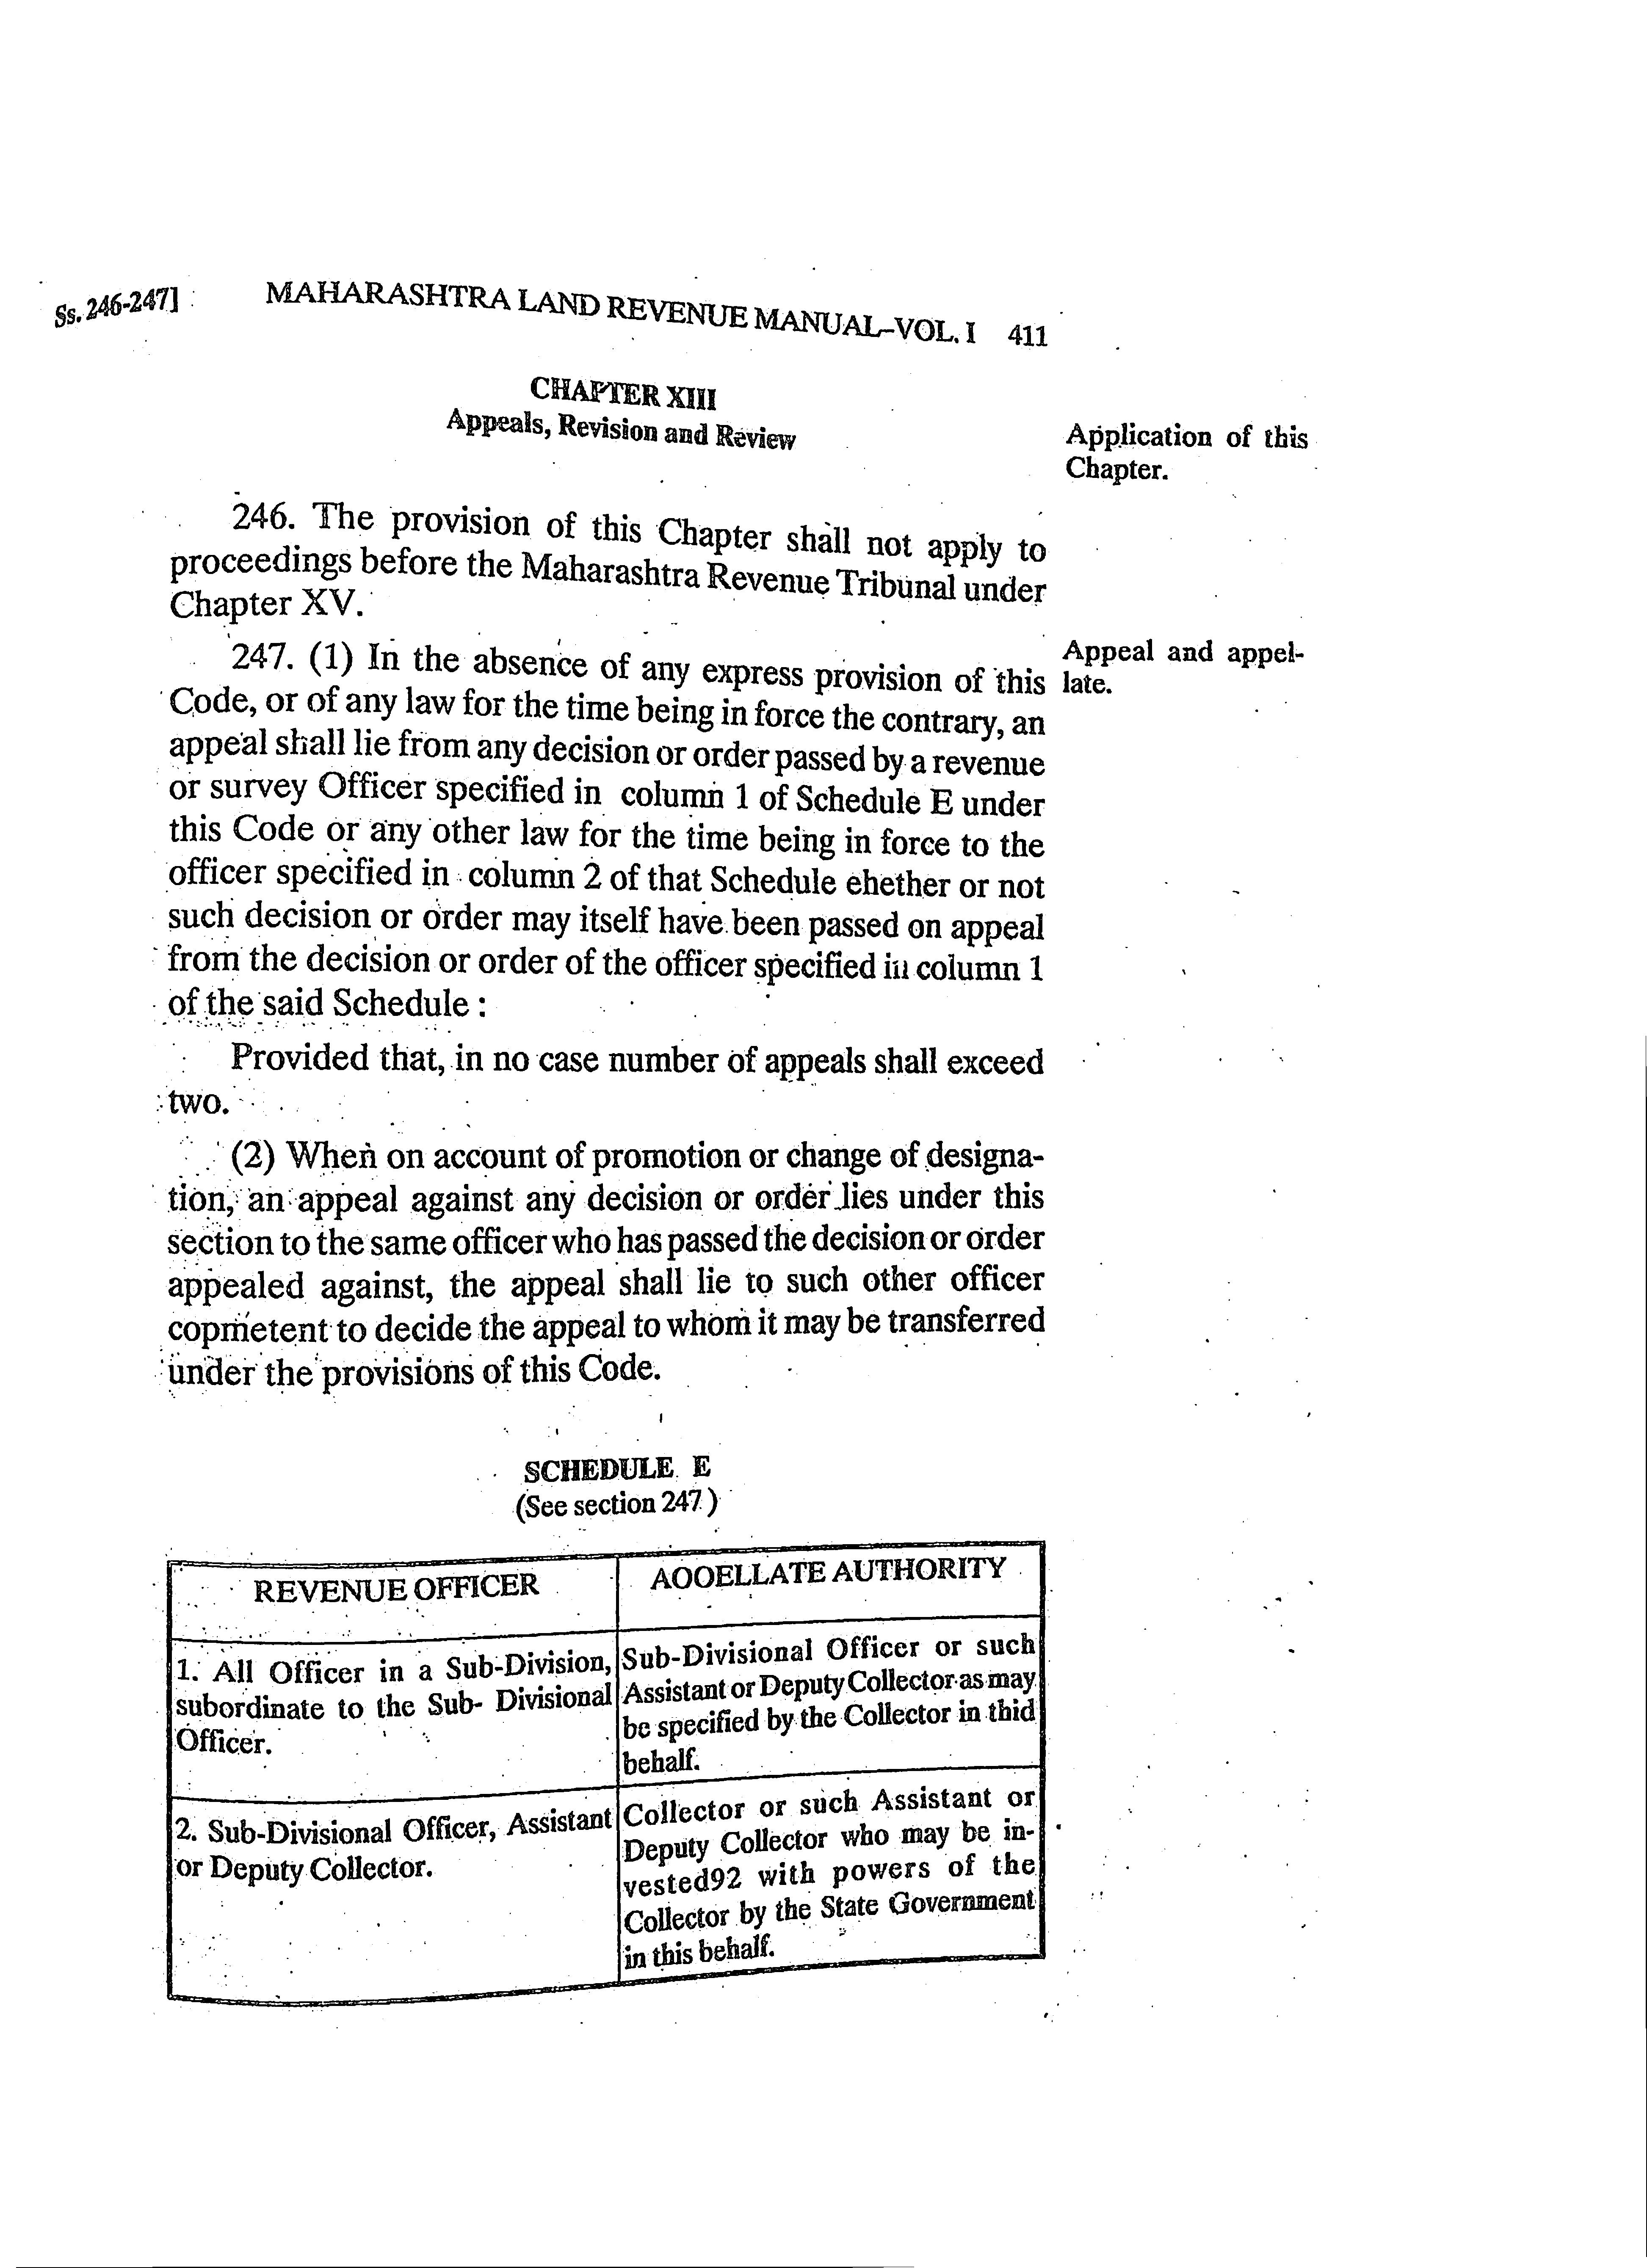 Ss. 246-247] MAHARASHTRA LAND REVENUE MANUAL–VOL. I 411
CHAPTER XIII
Appeals, Revision and Review
Application of this
Chapter.
246. The provision of this Chapter shall not apply to
proceedings before the Maharashtra Revenue Tribunal under
Chapter XV.
Appeal and appel-
late.
247. (1) In the absence of any express provision of this
Code, or of any law for the time being in force the contrary, an
appeal shall lie from any decision or order passed by a revenue
or survey Officer specified in column 1 of Schedule E under
this Code or any other law for the time being in force to the
officer specified in column 2 of that Schedule ehether or not
such decision or order may itself have been passed on appeal
from the decision or order of the officer specified in column 1
of the said Schedule :
Provided that, in no case number of appeals shall exceed
two.
(2) When on account of promotion or change of designa-
tion, an appeal against any decision or order lies under this
section to the same officer who has passed the decision or order
appealed against, the appeal shall lie to such other officer
copmetent to decide the appeal to whom it may be transferred
under the provisions of this Code.
SCHEDULE E
(See section 247)
REVENUE OFFICER
AOOELLATE AUTHORITY
1. All Officer in a Sub-Division,
subordinate to the Sub- Divisional
Officer.
Sub-Divisional Officer or such
Assistant or Deputy Collector as may
be specified by the Collector in thid
behalf.
2. Sub-Divisional Officer, Assistant
or Deputy Collector.
Collector or such Assistant or
Deputy Collector who may be in-
vested92 with powers of the
Collector by the State Government
in this behalf.